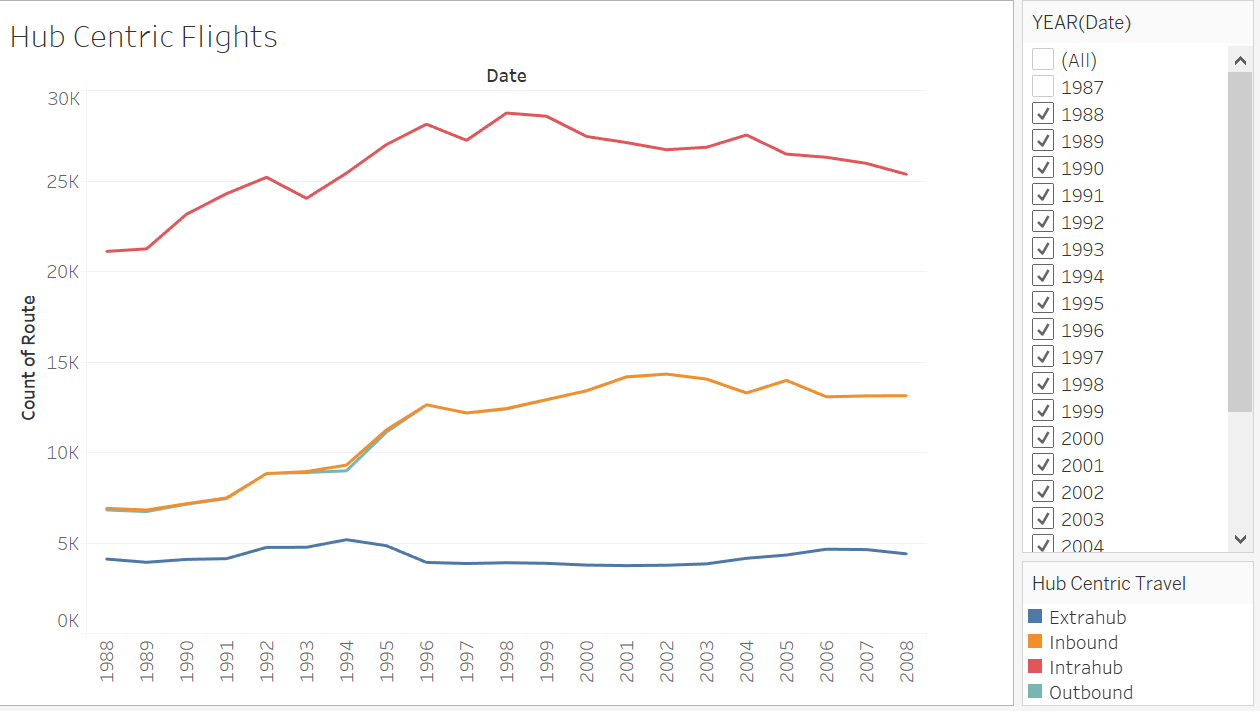 Hub Centric Flights
Date
30K
25K
20K
15K
10K
5K
0K
Count of Route
1988
1989
1990
1991
1992
1993
1994
1995
1996
1997
1998
1999
2000
2001
2002
2003
2004
2005
2006
2007
2008
YEAR(Date)
(All)
1987
1988
1989
1990
1991
1992
1993
1994
1995
1996
1997
1998
1999
2000
2001
2002
2003
2004
Hub Centric Travel
Extrahub
Inbound
Intrahub
Outbound